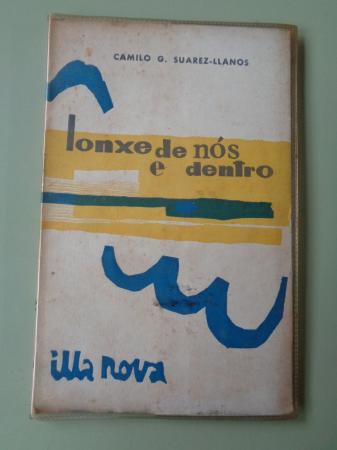 CAMILO G. SUAREZ-LLANOS
lonxe de nós
e dentro
illa nova